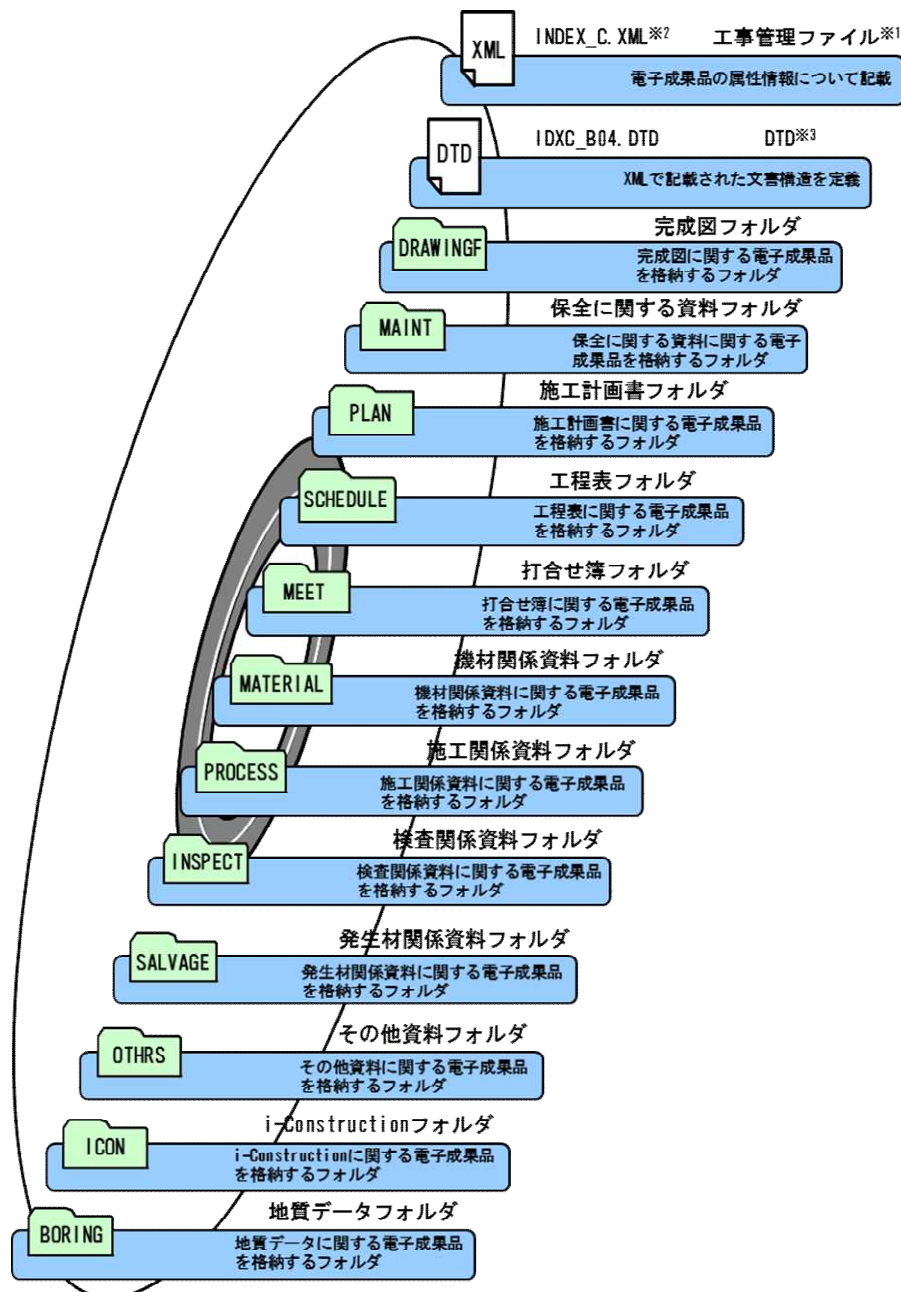 XML
INDEX_C.XML※2 工事管理ファイル※1
電子成果品の属性情報について記載
DTD
IDXC_B04.DTD DTD※3
XMLで記載された文書構造を定義
完成図フォルダ
DRAWINGF
完成図に関する電子成果品
を格納するフォルダ
保全に関する資料フォルダ
MAINT
保全に関する資料に関する電子
成果品を格納するフォルダ
施工計画書フォルダ
PLAN
施工計画書に関する電子成果品
を格納するフォルダ
工程表フォルダ
SCHEDULE
工程表に関する電子成果品
を格納するフォルダ
打合せ簿フォルダ
MEET
打合せ簿に関する電子成果品
を格納するフォルダ
機材関係資料フォルダ
MATERIAL
機材関係資料に関する電子成果品
を格納するフォルダ
施工関係資料フォルダ
PROCESS
施工関係資料に関する電子成果品
を格納するフォルダ
検査関係資料フォルダ
INSPECT
検査関係資料に関する電子成果品
を格納するフォルダ
発生材関係資料フォルダ
SALVAGE
発生材関係資料に関する電子成果品
を格納するフォルダ
その他資料フォルダ
OTHRS
その他資料に関する電子成果品
を格納するフォルダ
i-Constructionフォルダ
ICON
i-Constructionに関する電子成果品
を格納するフォルダ
地質データフォルダ
BORING
地質データに関する電子成果品
を格納するフォルダ